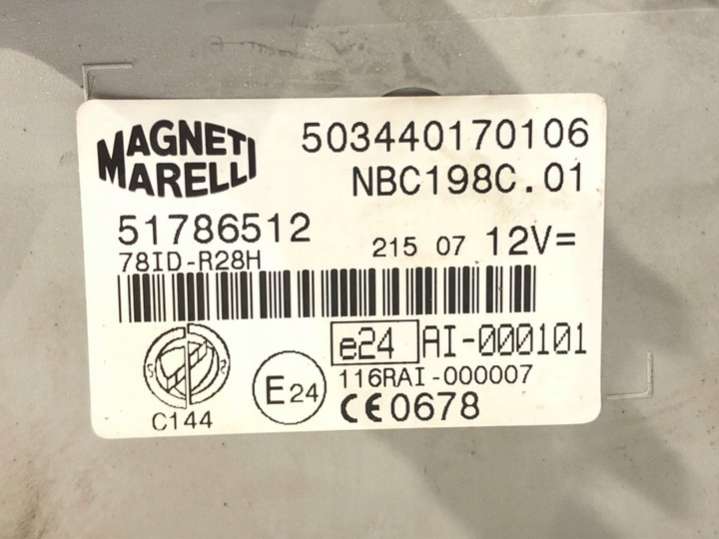 MAGNETI
MARELLI
503440170106
NBC198C.01
51786512
215 07 12V=
78ID-R28H
e24 AI-000101
116RAI-000007
E24
CE0678
C144